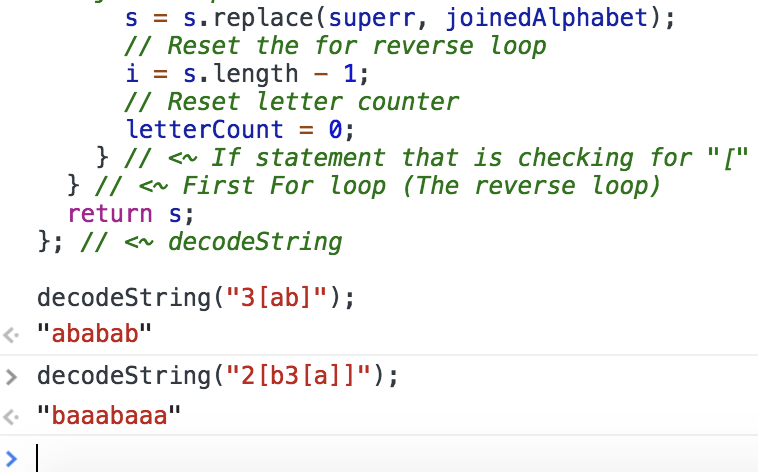 s = s.replace(superr, joinedAlphabet);
// Reset the for reverse loop
i = s.length - 1;
// Reset letter counter
letterCount = 0;
} // <~ If statement that is checking for "["
} // <~ First For loop (The reverse loop)
return s;
}; // <~ decodeString
decodeString("3[ab]");
"ababab"
decodeString("2[b3[a]]");
"baaabaaa"